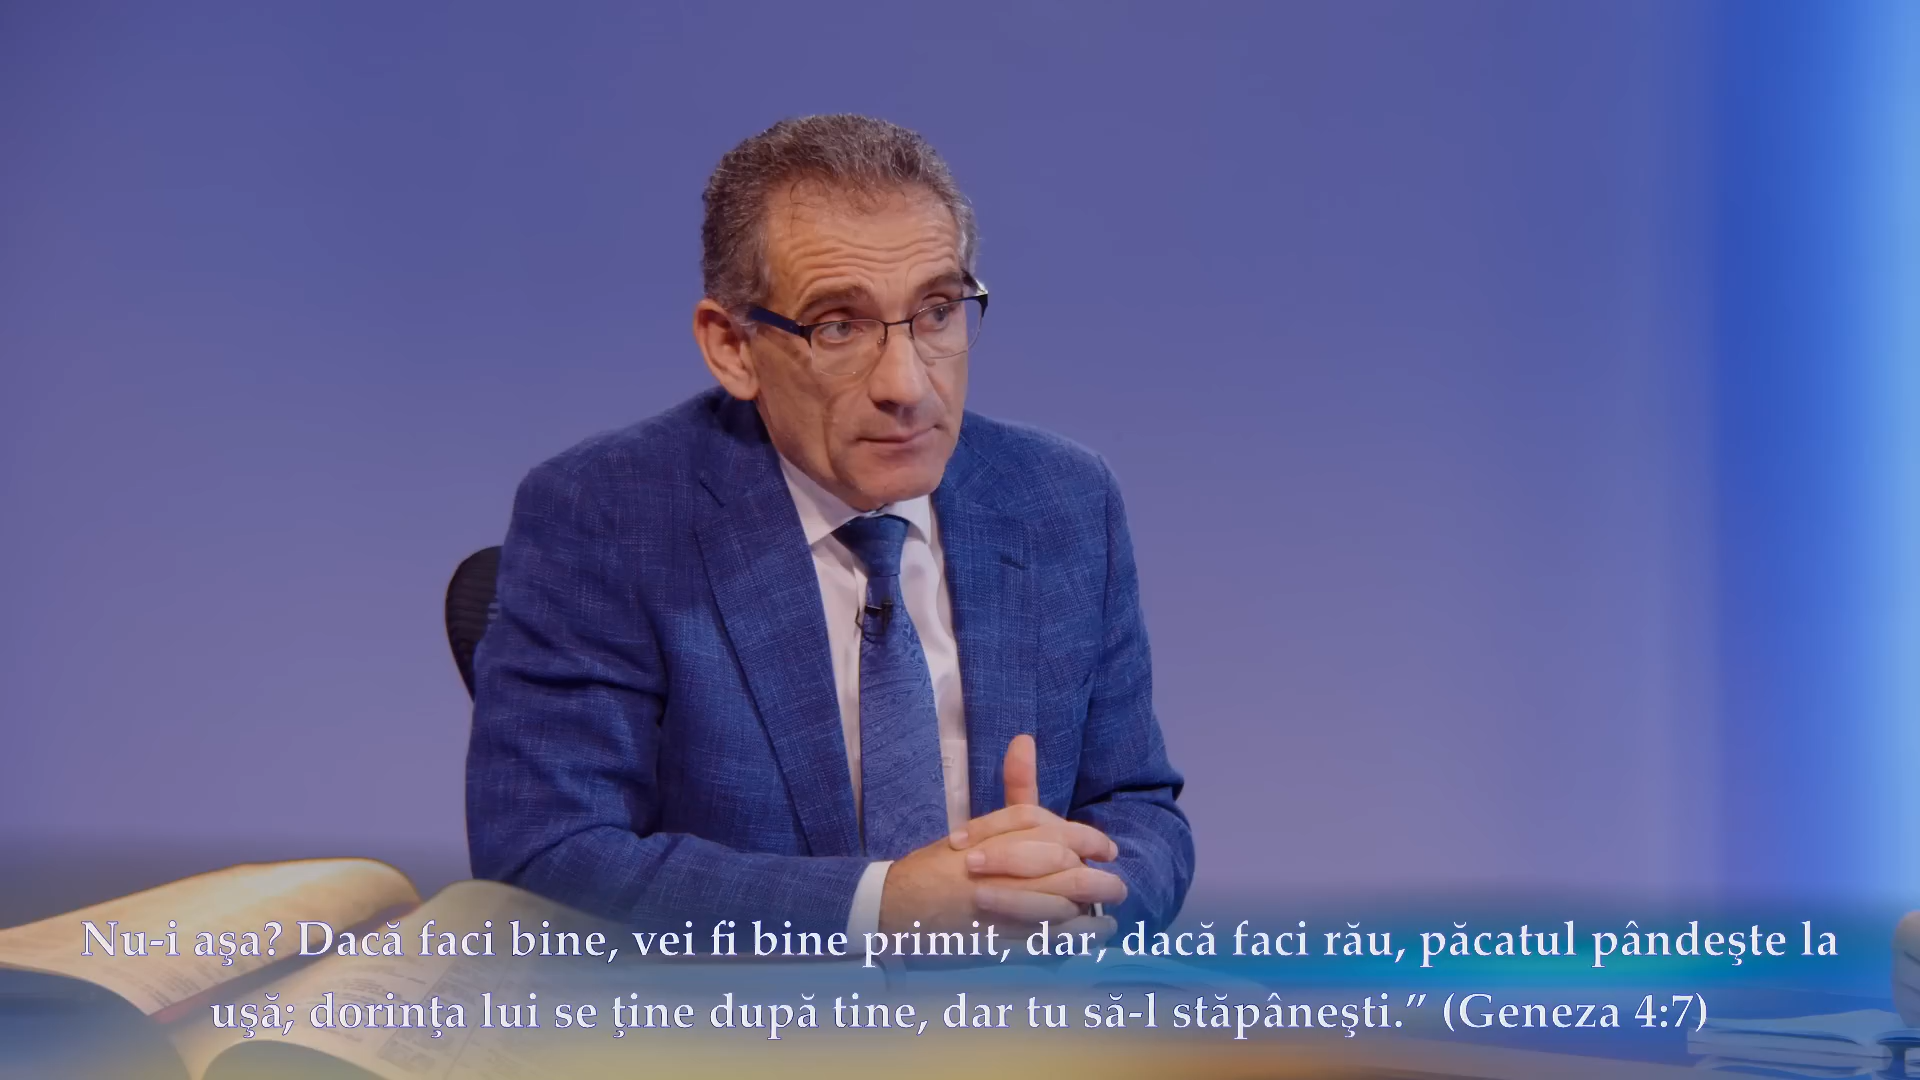 Nu-i aşa? Dacă faci bine, vei fi bine primit, dar, dacă faci rău, păcatul pândeşte la
uşă; dorinţa lui se ţine după tine, dar tu să-l stăpâneşti.” (Geneza 4:7)